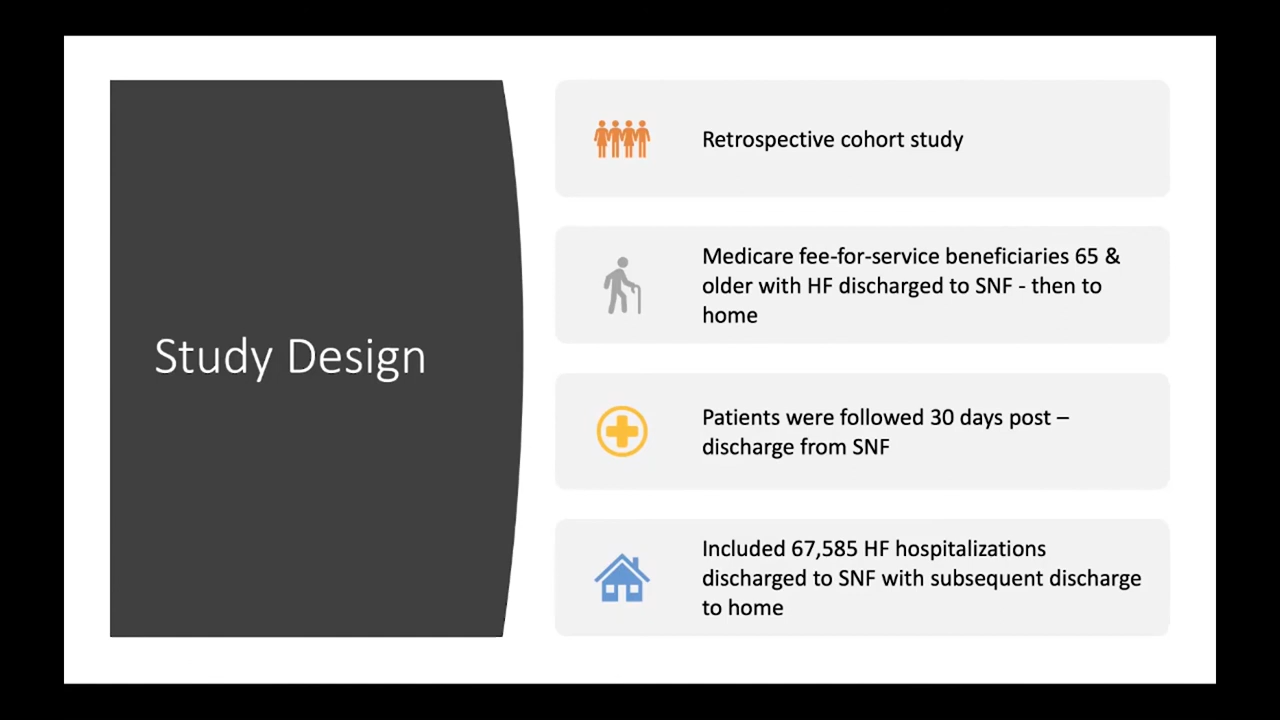 Study Design
Retrospective cohort study
Medicare fee-for-service beneficiaries 65 &
older with HF discharged to SNF - then to
home
Patients were followed 30 days post –
discharge from SNF
Included 67,585 HF hospitalizations
discharged to SNF with subsequent discharge
to home